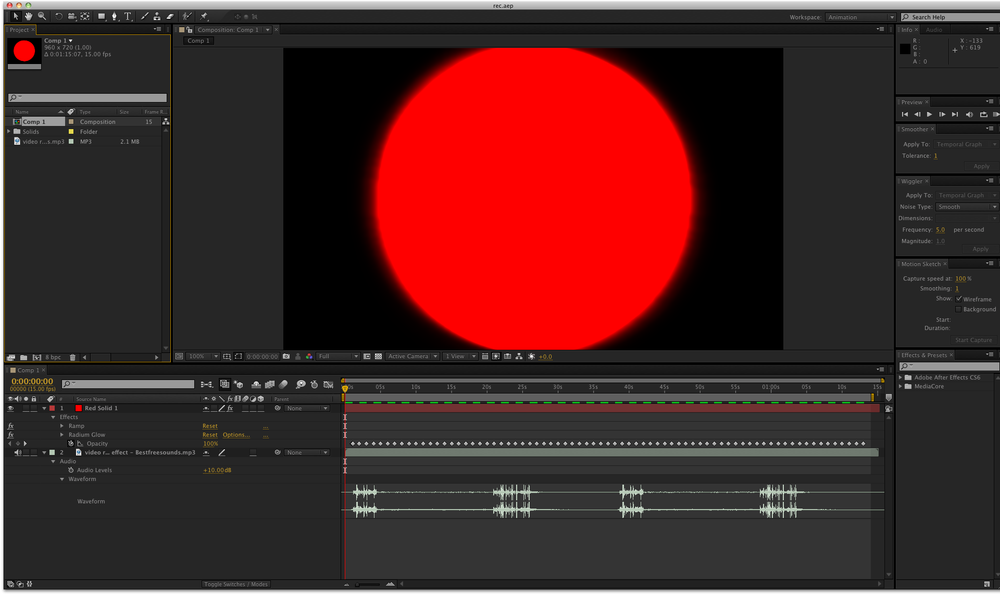 rec.aep
Workspace: Animation
Search Help
Project
Comp 1
960 x 720 (1.00)
Δ 0:01:15:07, 15.00 fps
Name Type Size Frame R...
Comp 1 Composition 15
Solids Folder
video r...s.mp3 MP3 2.1 MB
8 bpc
Composition: Comp 1
Comp 1
100% 0:00:00:00 Full Active Camera 1 View +0.0
Info Audio
R :
G :
B :
A : 0
X : -133
Y : 619
Preview
Smoother
Apply To: Temporal Graph
Tolerance: 1
Apply
Wiggler
Apply To: Temporal Graph
Noise Type: Smooth
Dimensions:
Frequency: 5.0 per second
Magnitude: 1.0
Apply
Motion Sketch
Capture speed at: 100 %
Smoothing: 1
Show: Wireframe
Background
Start:
Duration:
Start Capture
Effects & Presets
Adobe After Effects CS6
MediaCore
Comp 1
0:00:00:00
00000 (15.00 fps)
05s 10s 15s 20s 25s 30s 35s 40s 45s 50s 55s 01:00s 05s 10s 15s
# Source Name fx Parent
1 Red Solid 1 fx None
Effects
fx Ramp Reset ...
fx Radium Glow Reset Options... ...
Opacity 100%
2 video r... effect - Bestfreesounds.mp3 None
Audio
Audio Levels +10.00dB
Waveform
Waveform
Toggle Switches / Modes